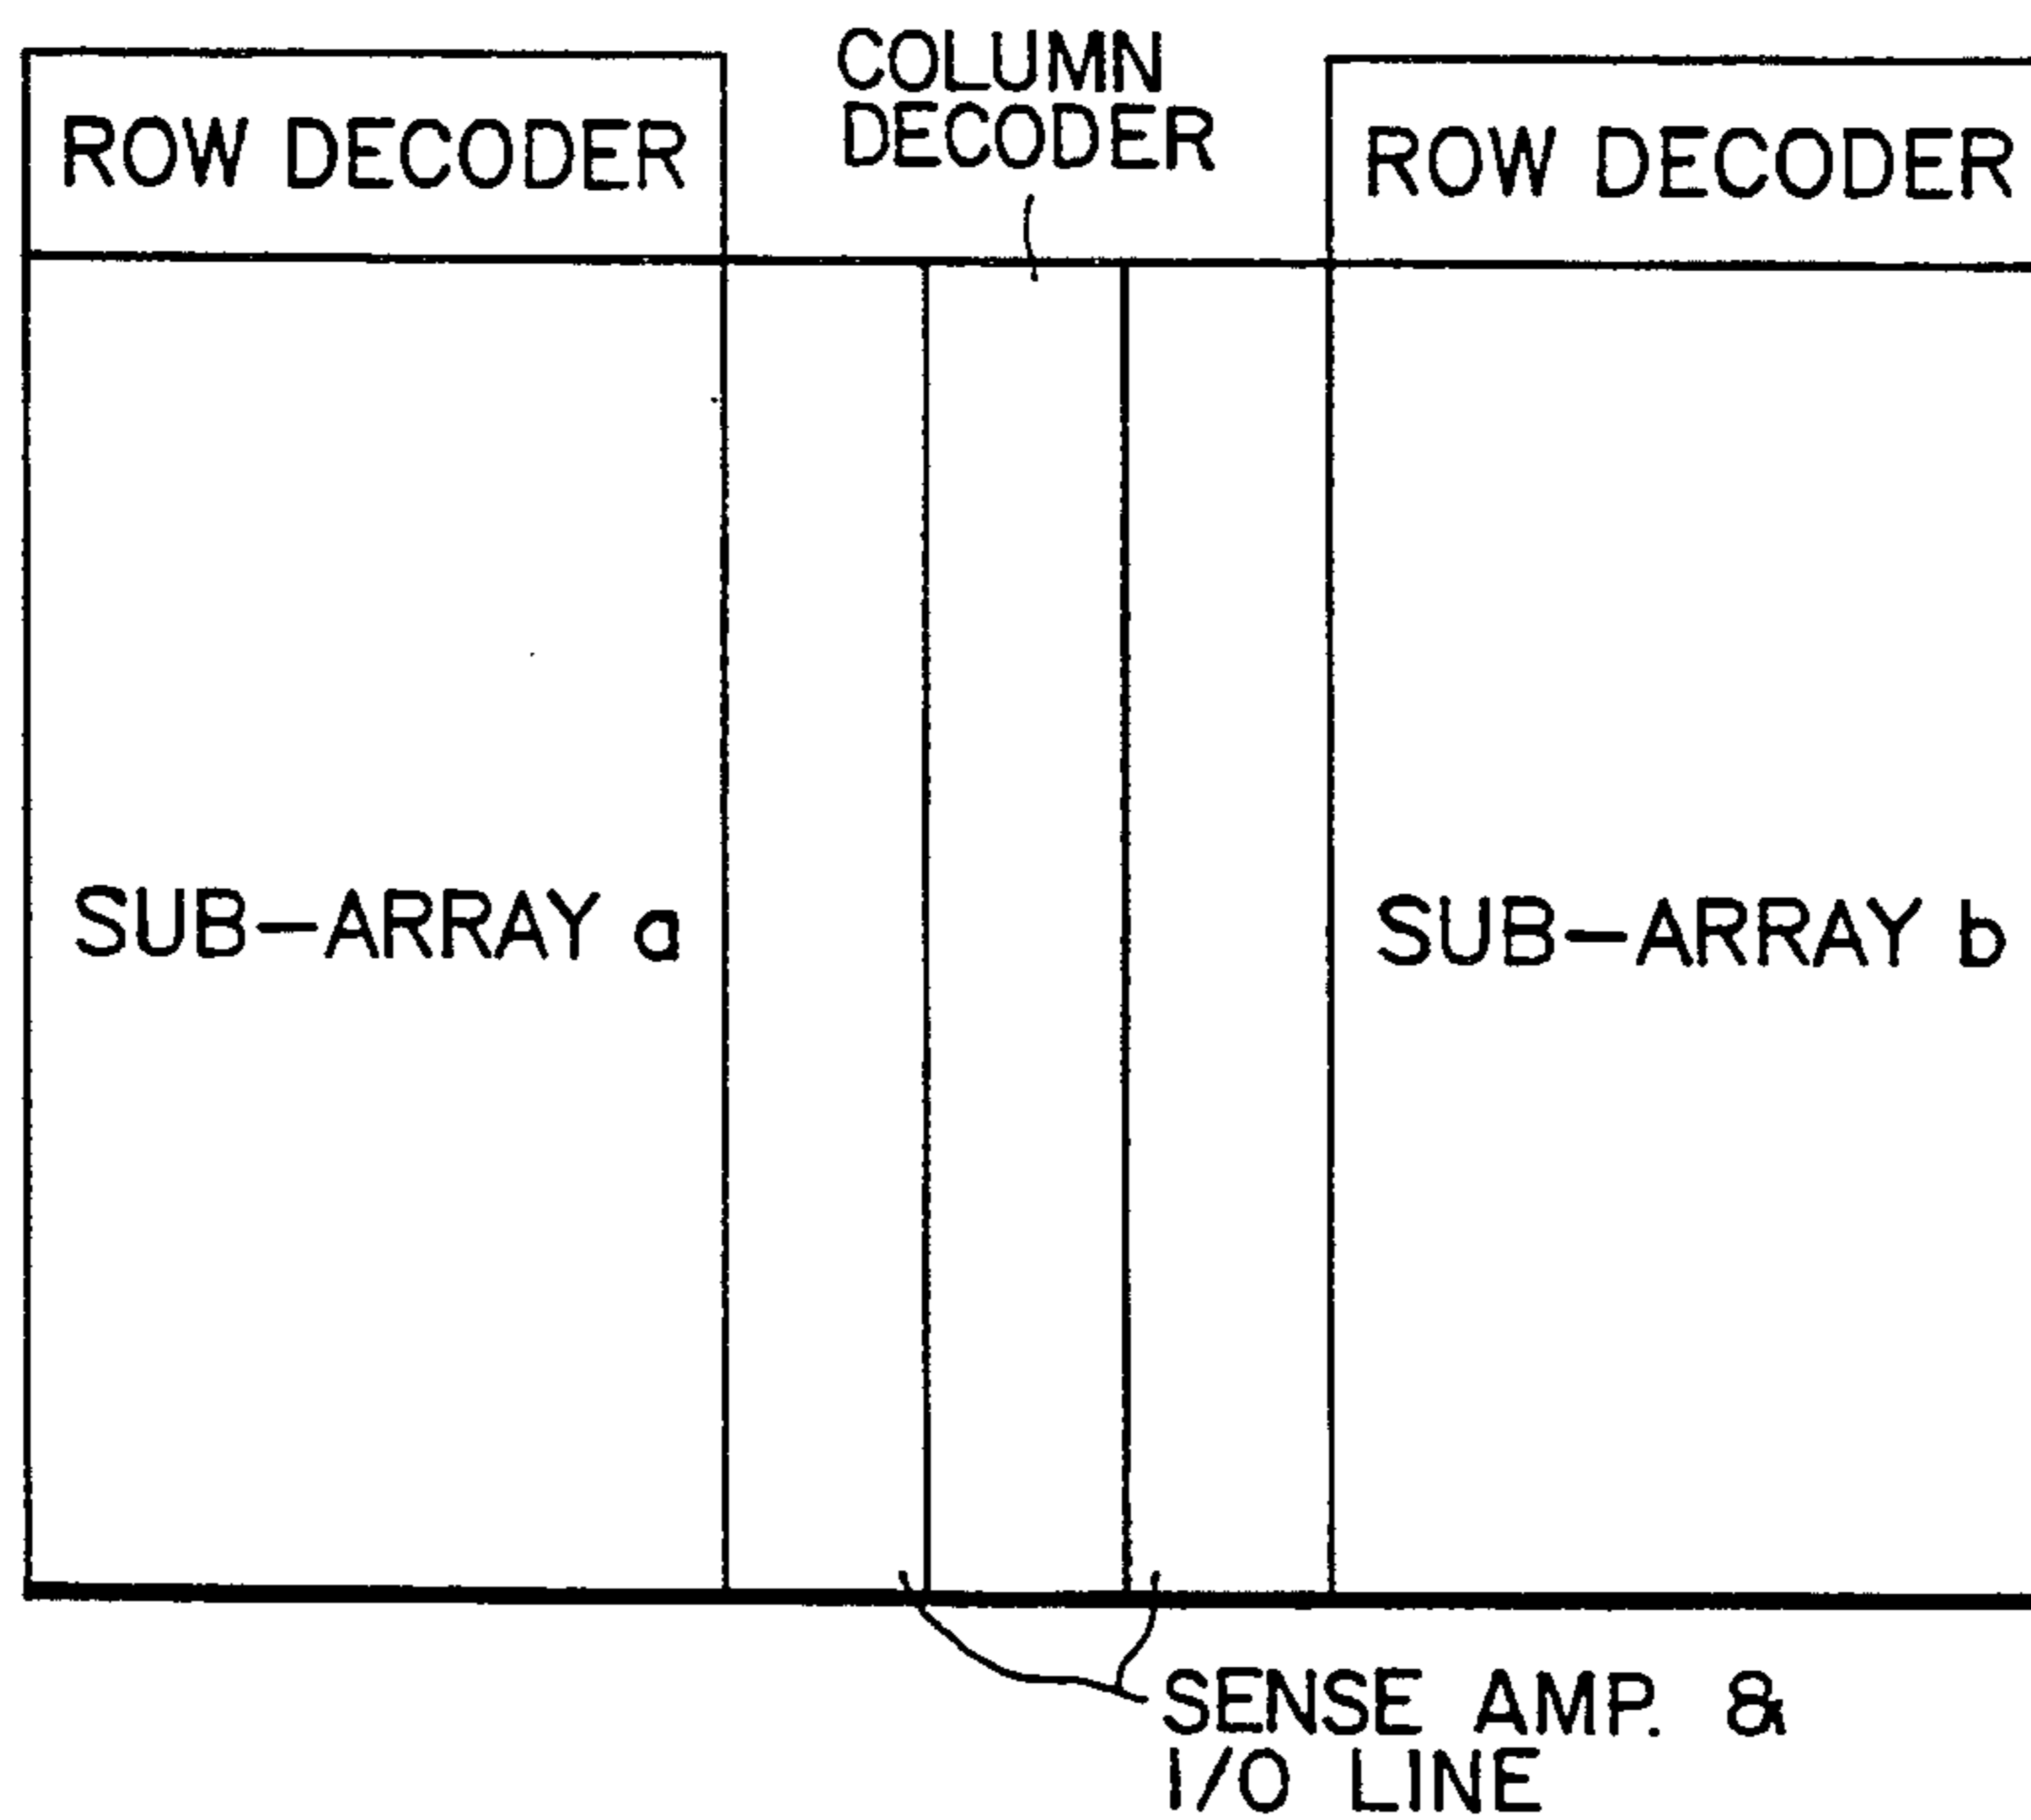 COLUMN
DECODER
ROW DECODER
ROW DECODER
SUB-ARRAY a
SUB-ARRAY b
SENSE AMP. &
I/O LINE